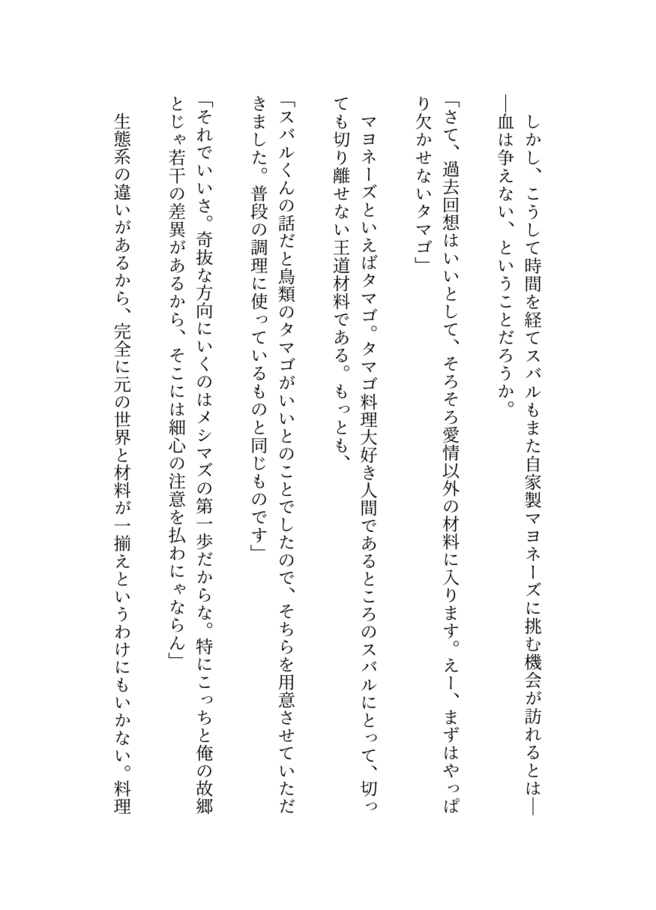 しかし、こうして時間を経てスバルもまた自家製マヨネーズに挑む機会が訪れるとは―
―血は争えない、ということだろうか。
「さて、過去回想はいいとして、そろそろ愛情以外の材料に入ります。えー、まずはやっぱ
り欠かせないタマゴ」
　マヨネーズといえばタマゴ。タマゴ料理大好き人間であるところのスバルにとって、切っ
ても切り離せない王道材料である。もっとも、
「スバルくんの話だと鳥類のタマゴがいいとのことでしたので、そちらを用意させていただ
きました。普段の調理に使っているものと同じものです」
「それでいいさ。奇抜な方向にいくのはメシマズの第一歩だからな。特にこっちと俺の故郷
とじゃ若干の差異があるから、そこには細心の注意を払わにゃならん」
　生態系の違いがあるから、完全に元の世界と材料が一揃えというわけにもいかない。料理